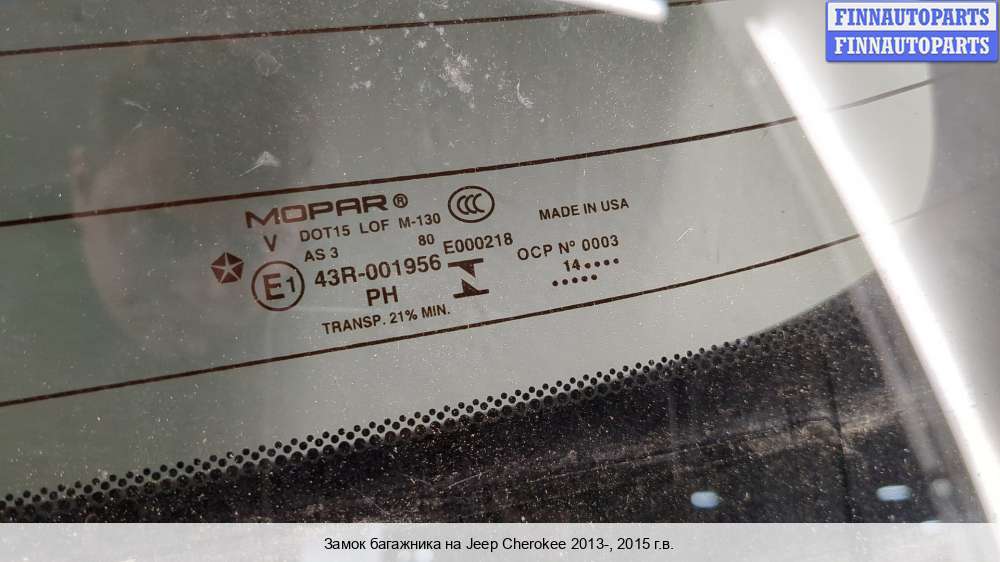 FINNAUTOPARTS
FINNAUTOPARTS
MOPAR® CCC
V DOT15 LOF M-130 MADE IN USA
AS 3 80 E000218
E1 43R-001956 OCP Nº 0003
PH 14
TRANSP. 21% MIN.
Замок багажника на Jeep Cherokee 2013-, 2015 г.в.